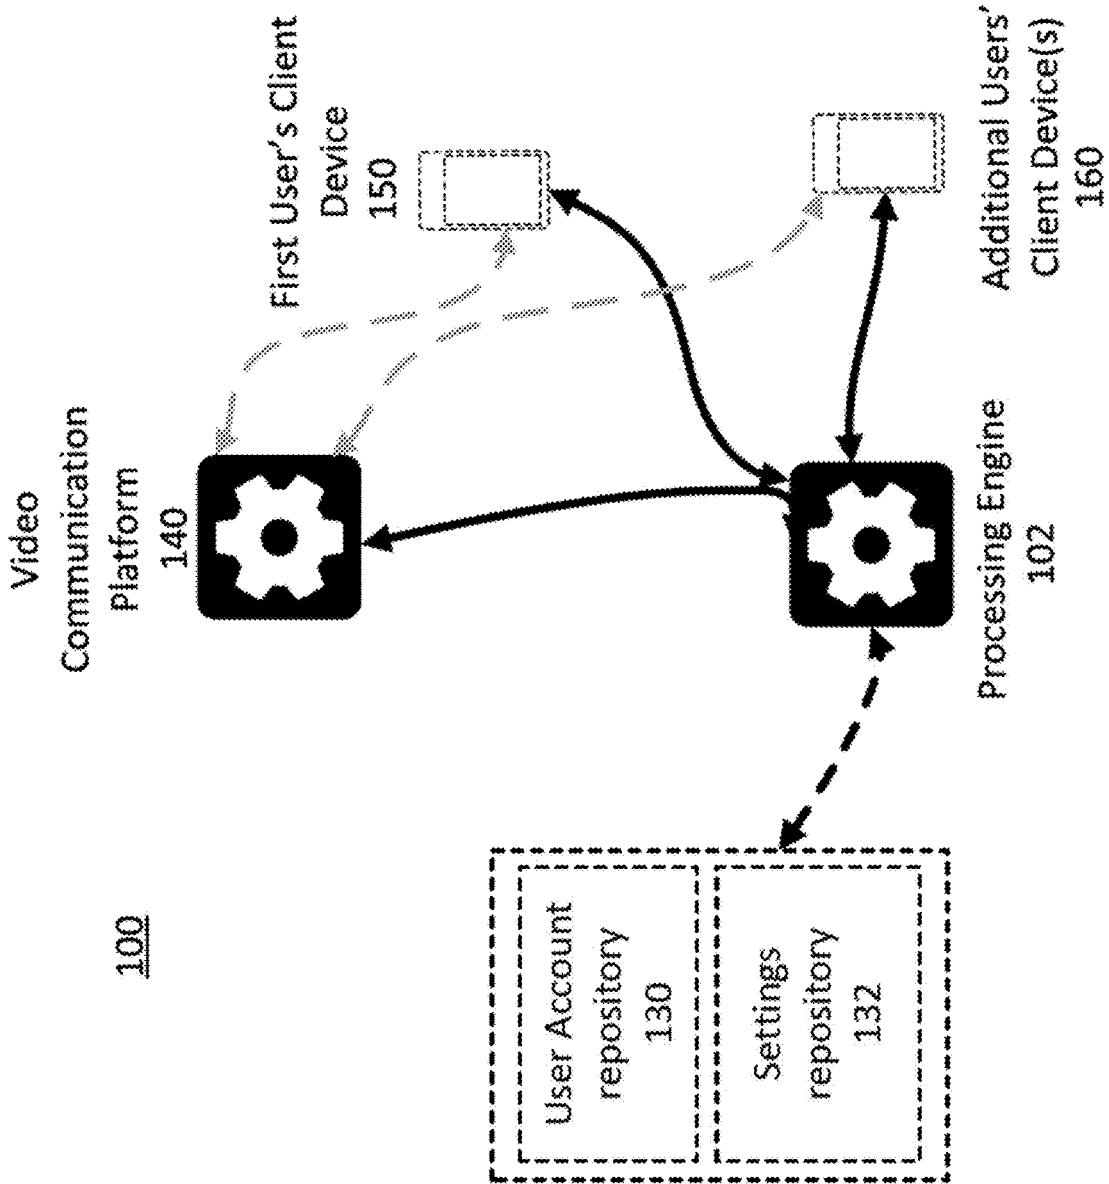 100
Video
Communication
Platform
140
First User's Client
Device
150
User Account
repository
130
Settings
repository
132
Processing Engine
102
Additional Users'
Client Device(s)
160